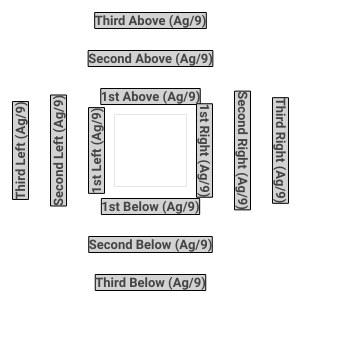 Third Above (Ag/9)
Second Above (Ag/9)
1st Above (Ag/9)
Third Left (Ag/9)
Second Left (Ag/9)
1st Left (Ag/9)
1st Right (Ag/9)
Second Right (Ag/9)
Third Right (Ag/9)
1st Below (Ag/9)
Second Below (Ag/9)
Third Below (Ag/9)